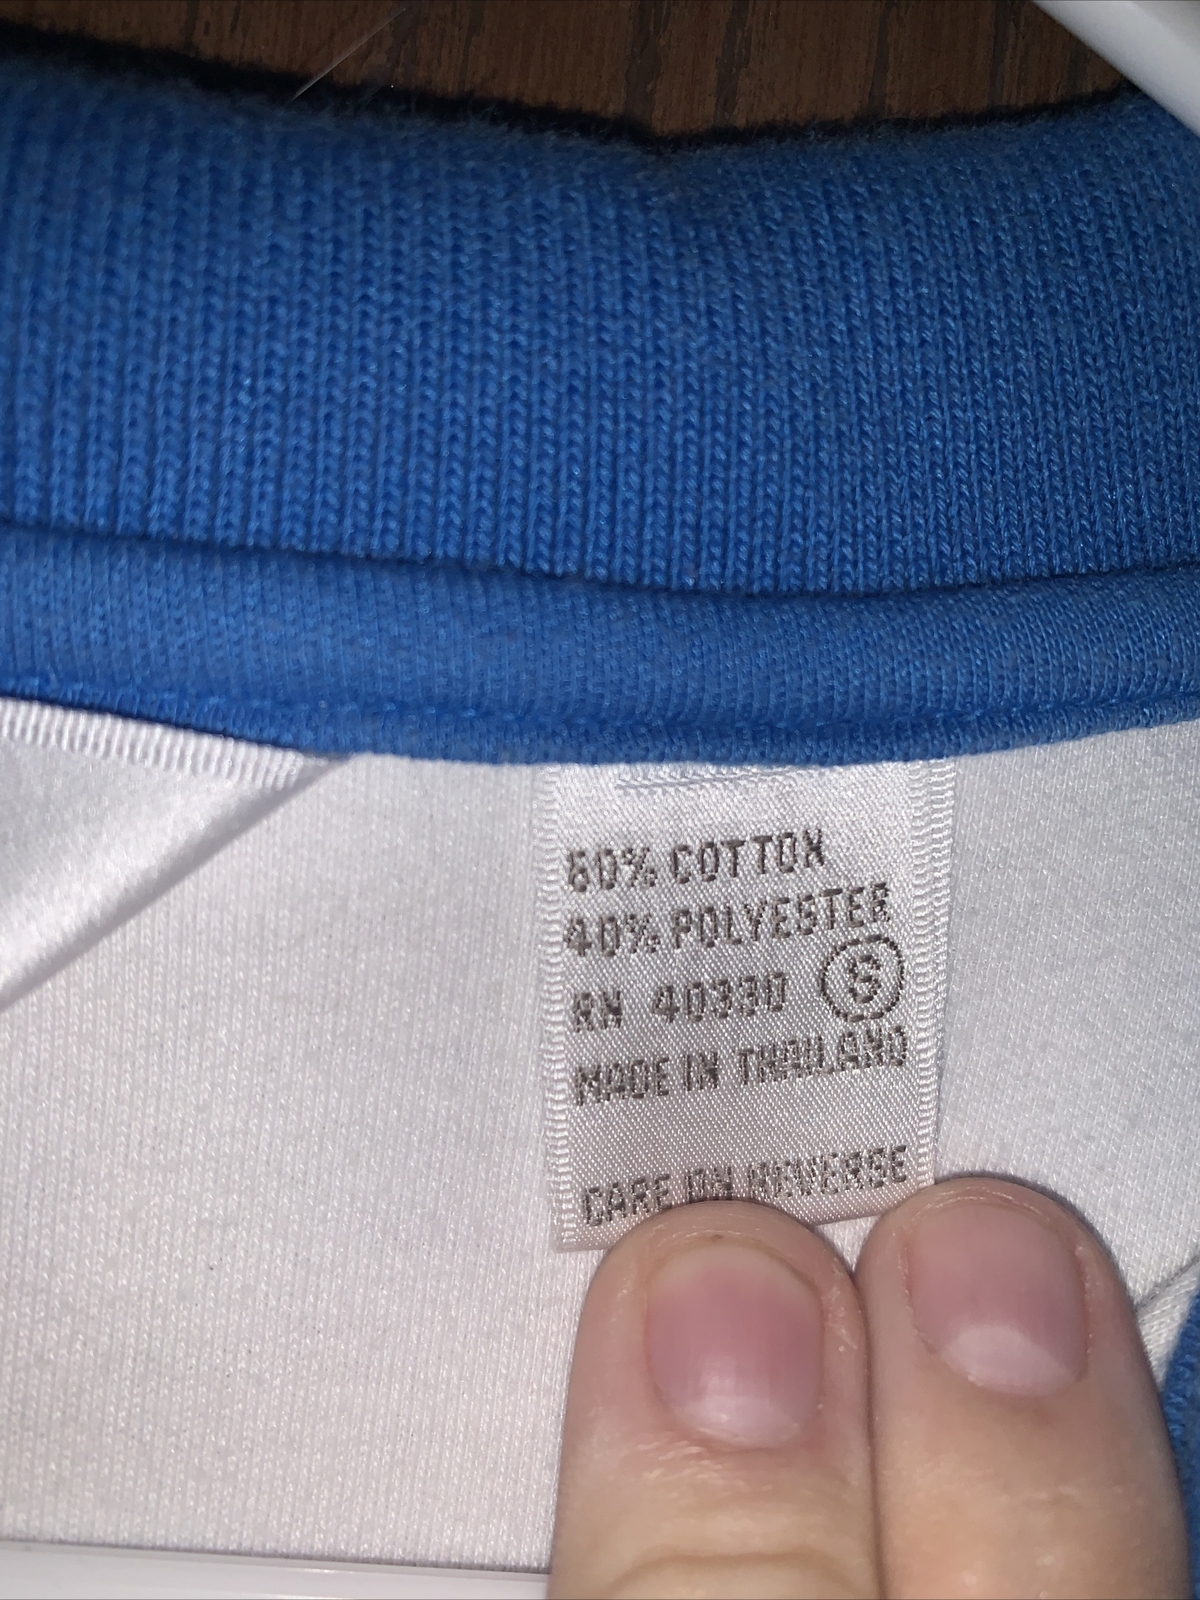 60% COTTON
40% POLYESTER
RN 40330 S
MADE IN THAILAND
CARE ON REVERSE